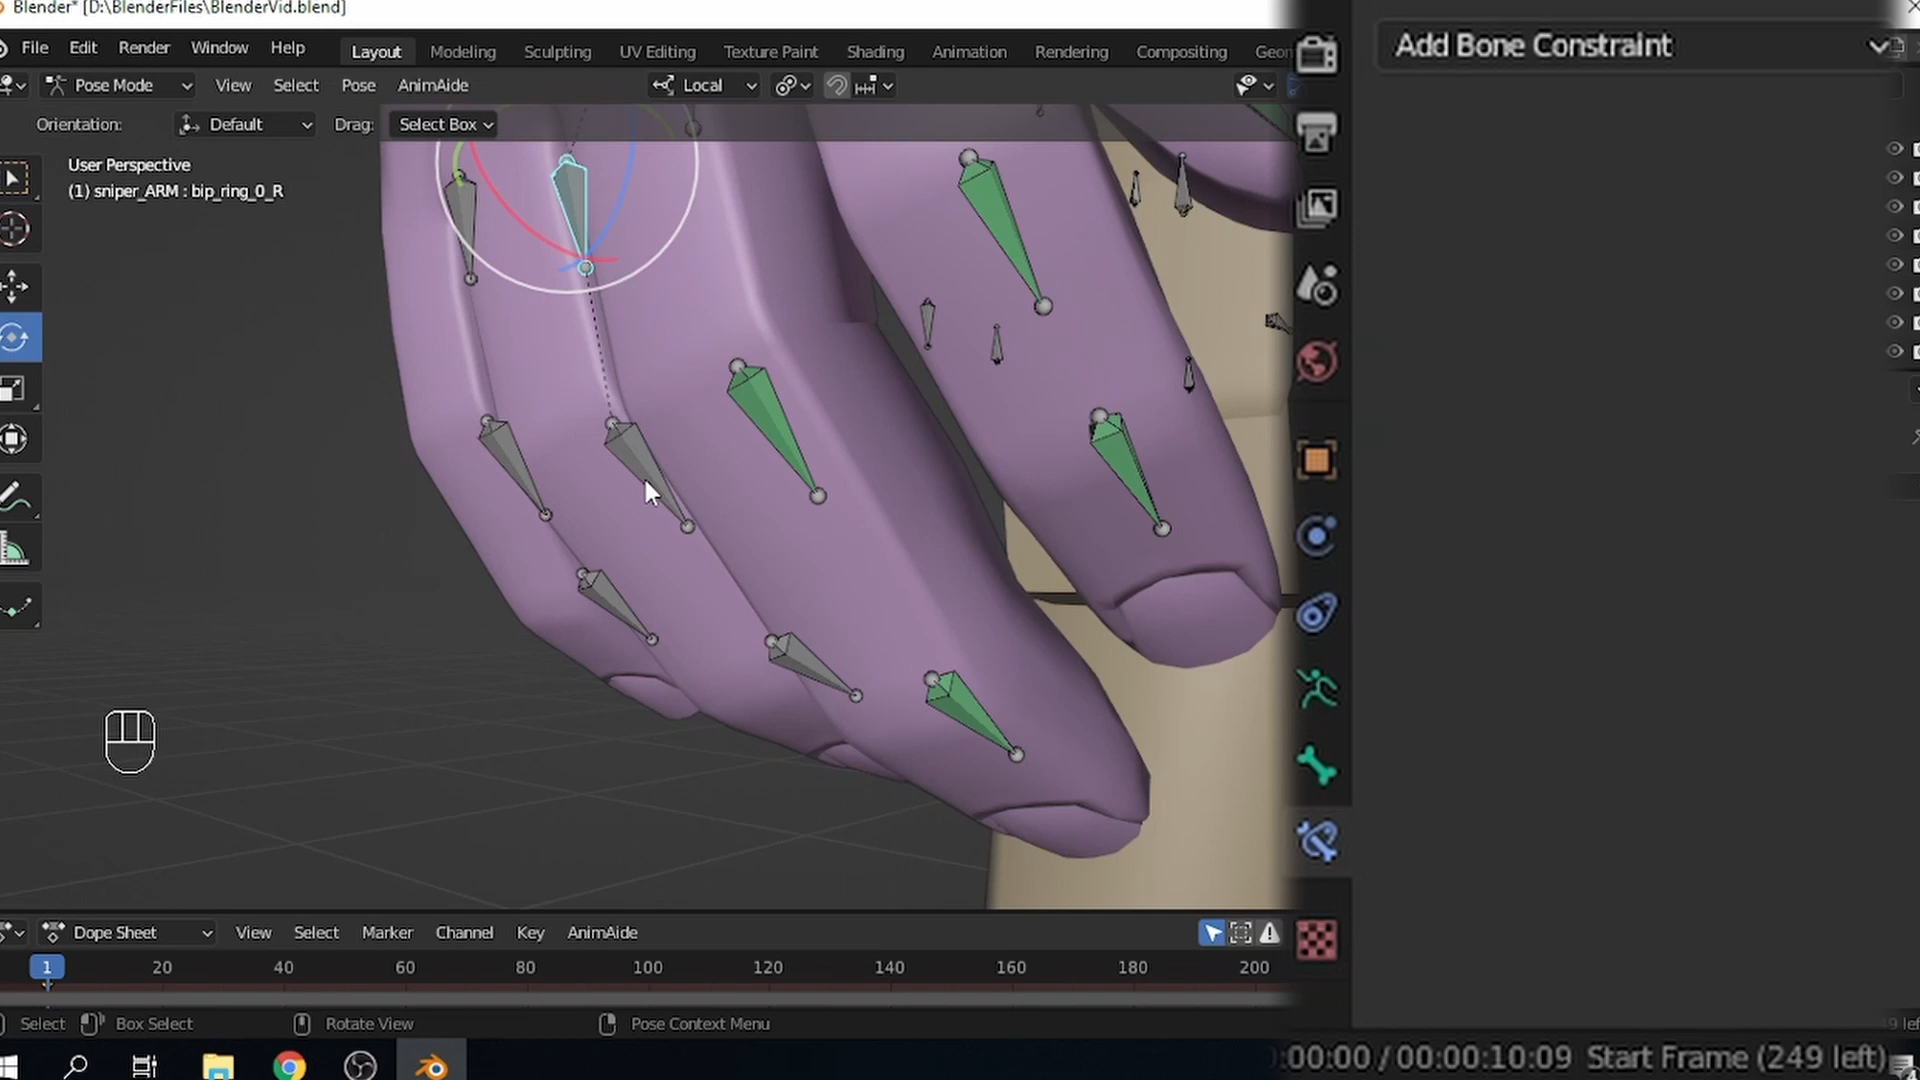 Blender* [D:\BlenderFiles\BlenderVid.blend]
File Edit Render Window Help Layout Modeling Sculpting UV Editing Texture Paint Shading Animation Rendering Compositing
Add Bone Constraint
Pose Mode View Select Pose AnimAide Local
Orientation: Default Drag: Select Box
User Perspective
(1) sniper_ARM : bip_ring_0_R
Dope Sheet View Select Marker Channel Key AnimAide
1 20 40 60 80 100 120 140 160 180 200
Select Box Select Rotate View Pose Context Menu
:00:00 / 00:00:10:09 Start Frame (249 left)